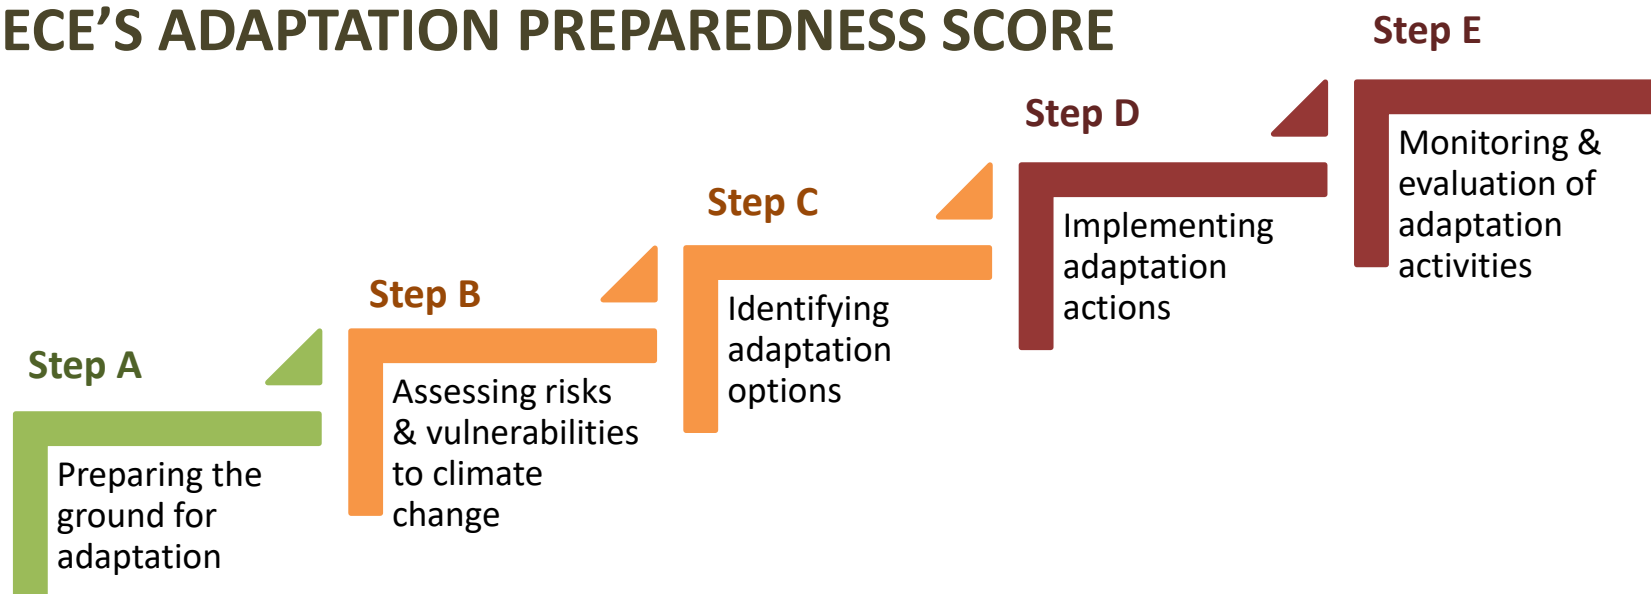 ECE’S ADAPTATION PREPAREDNESS SCORE
Step A
Preparing the
ground for
adaptation
Step B
Assessing risks
& vulnerabilities
to climate
change
Step C
Identifying
adaptation
options
Step D
Implementing
adaptation
actions
Step E
Monitoring &
evaluation of
adaptation
activities